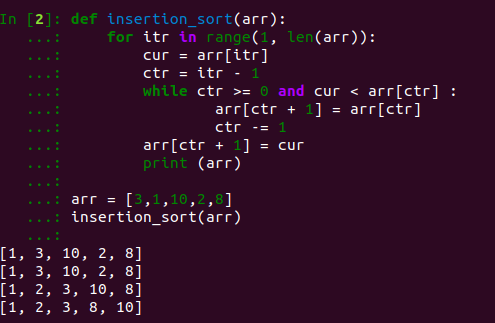 In [2]: def insertion_sort(arr):
   ...:     for itr in range(1, len(arr)):
   ...:         cur = arr[itr]
   ...:         ctr = itr - 1
   ...:         while ctr >= 0 and cur < arr[ctr] :
   ...:                 arr[ctr + 1] = arr[ctr]
   ...:                 ctr -= 1
   ...:         arr[ctr + 1] = cur
   ...:         print (arr)
   ...:
   ...: arr = [3,1,10,2,8]
   ...: insertion_sort(arr)
   ...:
[1, 3, 10, 2, 8]
[1, 3, 10, 2, 8]
[1, 2, 3, 10, 8]
[1, 2, 3, 8, 10]